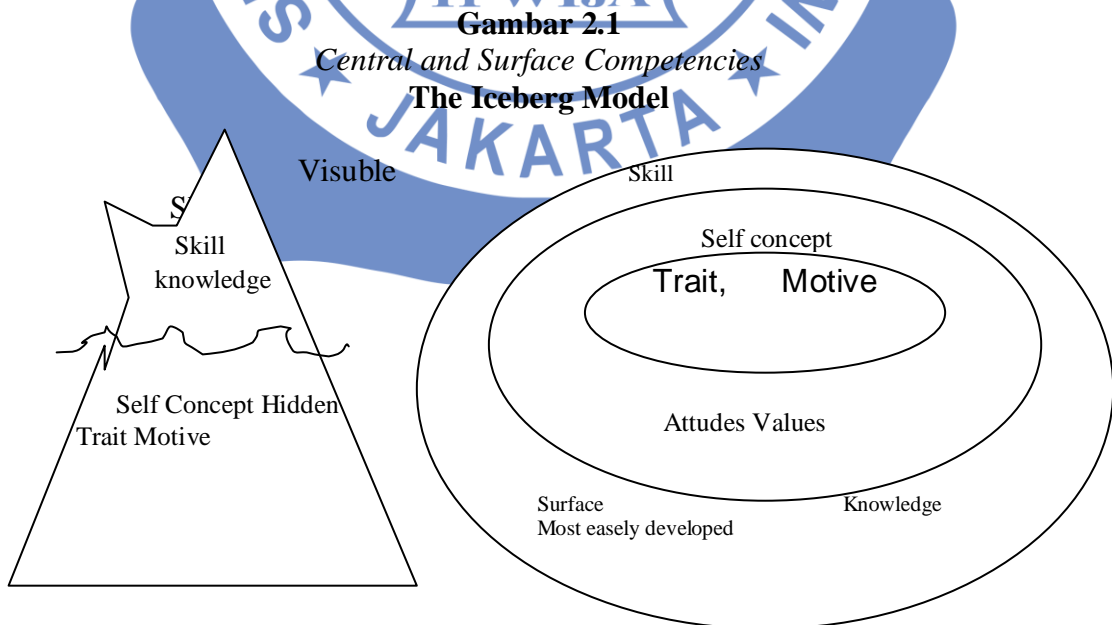 Gambar 2.1
Central and Surface Competencies
The Iceberg Model
JAKARTA
Visuble
Skill
knowledge
Self Concept Hidden
Trait Motive
Skill
Self concept
Trait, Motive
Attudes Values
Surface
Most easely developed
Knowledge